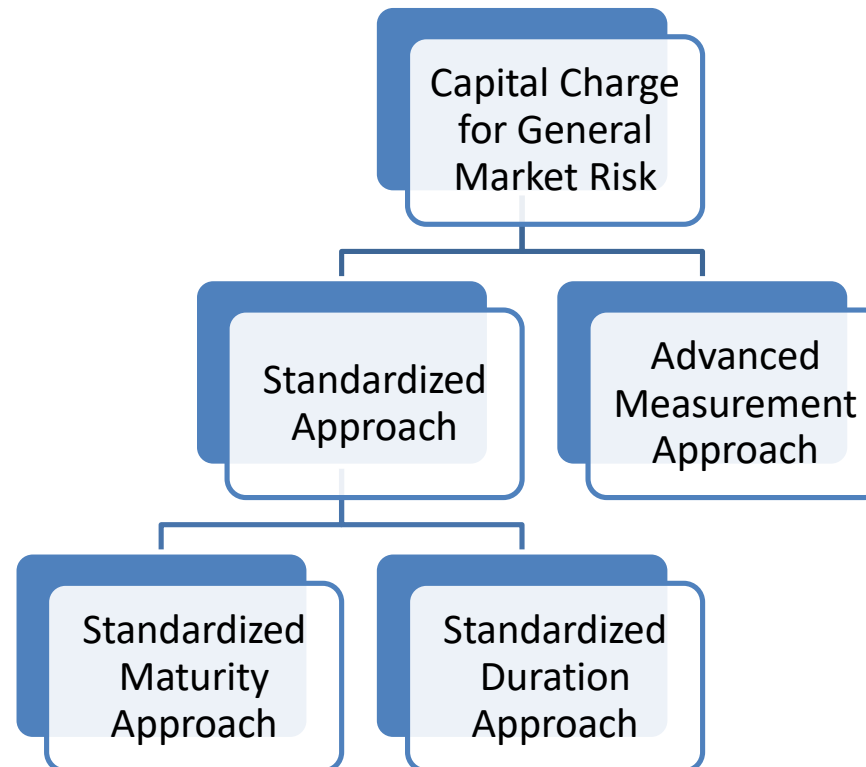 Capital Charge
for General
Market Risk
Standardized
Approach
Advanced
Measurement
Approach
Standardized
Maturity
Approach
Standardized
Duration
Approach